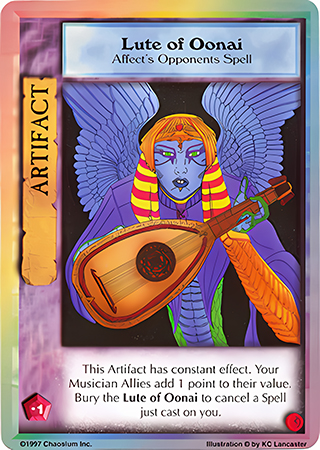 Lute of Oonai
Affect's Opponents Spell
ARTIFACT
This Artifact has constant effect. Your
Musician Allies add 1 point to their value.
Bury the Lute of Oonai to cancel a Spell
just cast on you.
-1
©1997 Chaosium Inc.
Illustration © by KC Lancaster